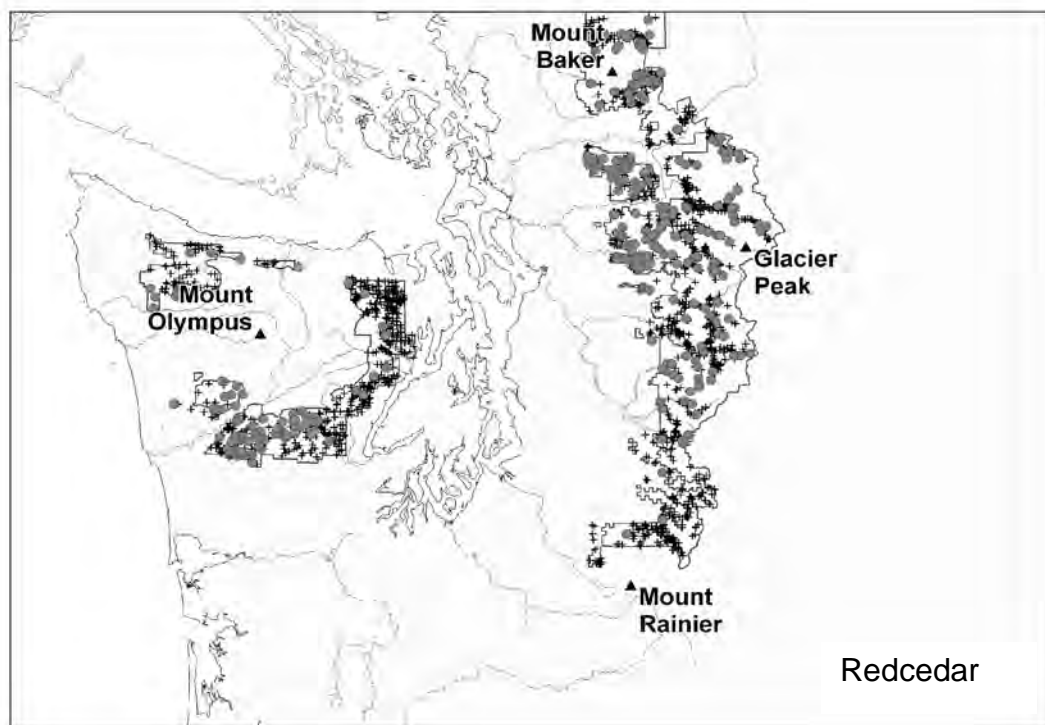 Mount
Baker
Glacier
Peak
Mount
Olympus
Mount
Rainier
Redcedar